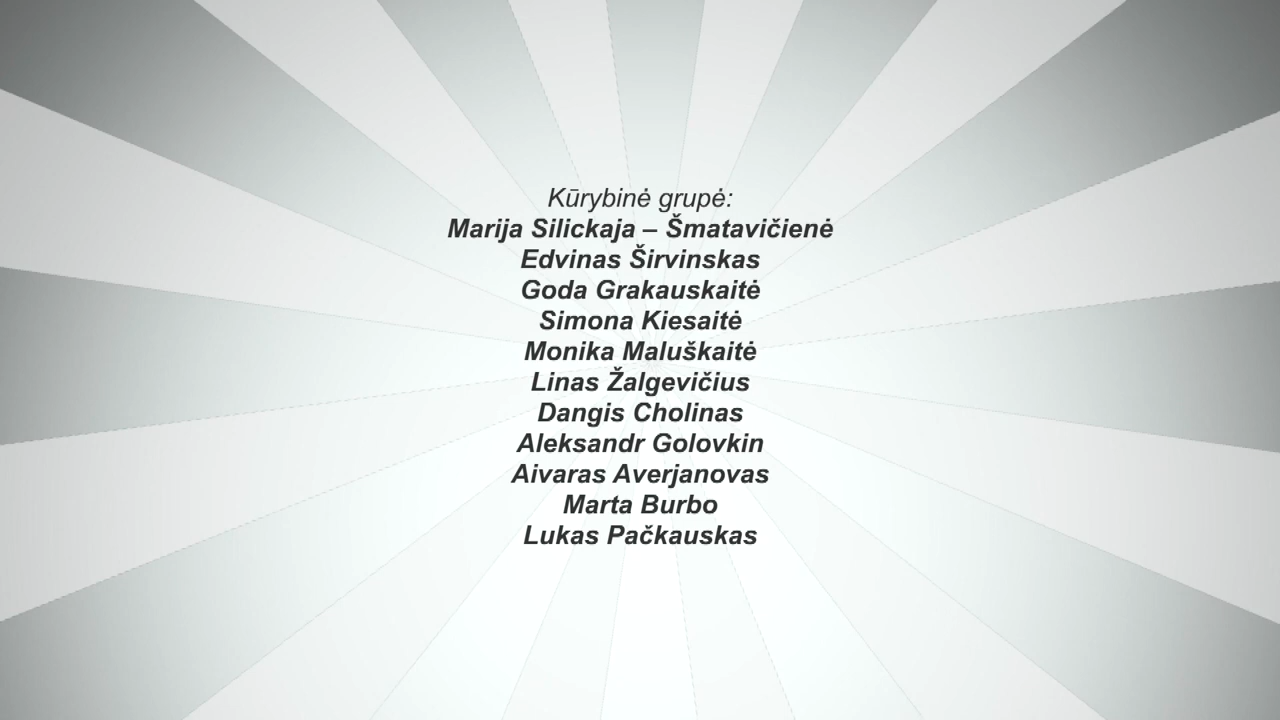 Kūrybinė grupė:
Marija Silickaja – Šmatavičienė
Edvinas Širvinskas
Goda Grakauskaitė
Simona Kiesaitė
Monika Maluškaitė
Linas Žalgevičius
Dangis Cholinas
Aleksandr Golovkin
Aivaras Averjanovas
Marta Burbo
Lukas Pačkauskas